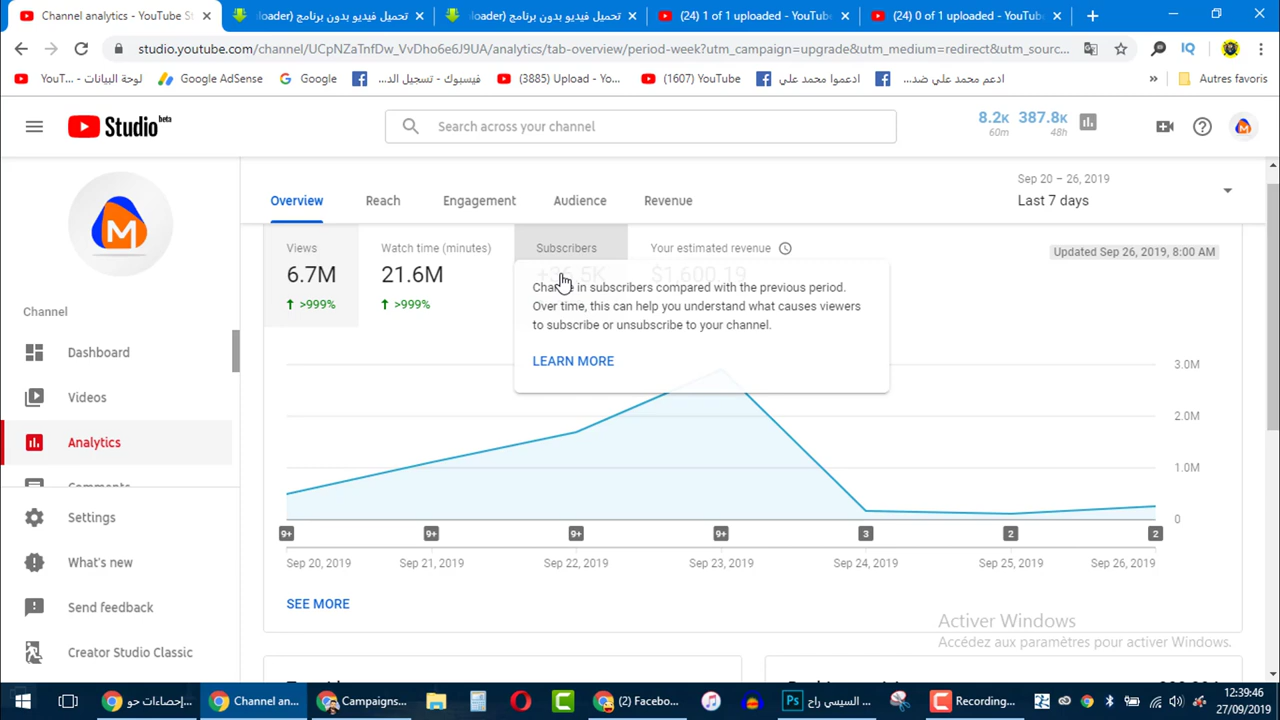 Channel analytics - YouTube St
تحميل فيديو بدون برنامج (ader
تحميل فيديو بدون برنامج (ader
(24) 1 of 1 uploaded - YouTub
(24) 0 of 1 uploaded - YouTub
studio.youtube.com/channel/UCpNZaTnfDw_VvDho6e6J9UA/analytics/tab-overview/period-week?utm_campaign=upgrade&utm_medium=redirect&utm_sourc...
لوحة البيانات - YouT...
Google AdSense
Google
فيسبوك - تسجيل الد...
(3885) Upload - Yo...
(1607) YouTube
ادعموا محمد علي
ادعم محمد علي ضد...
Autres favoris
Studio beta
Search across your channel
8.2K 387.8K
60m 48h
Overview
Reach
Engagement
Audience
Revenue
Sep 20 – 26, 2019
Last 7 days
Views
6.7M
>999%
Watch time (minutes)
21.6M
>999%
Subscribers
Your estimated revenue
$1 600.19
Updated Sep 26, 2019, 8:00 AM
Change in subscribers compared with the previous period.
Over time, this can help you understand what causes viewers
to subscribe or unsubscribe to your channel.
LEARN MORE
Channel
Dashboard
Videos
Analytics
Comments
Settings
What's new
Send feedback
Creator Studio Classic
3.0M
2.0M
1.0M
0
9+ 9+ 9+ 9+ 3 2 2
Sep 20, 2019 Sep 21, 2019 Sep 22, 2019 Sep 23, 2019 Sep 24, 2019 Sep 25, 2019 Sep 26, 2019
SEE MORE
Activer Windows
Accédez aux paramètres pour activer Windows.
إحصاءات حو...
Channel an...
Campaigns...
(2) Facebo...
السيسي راح ...
Recording...
12:39:46
27/09/2019